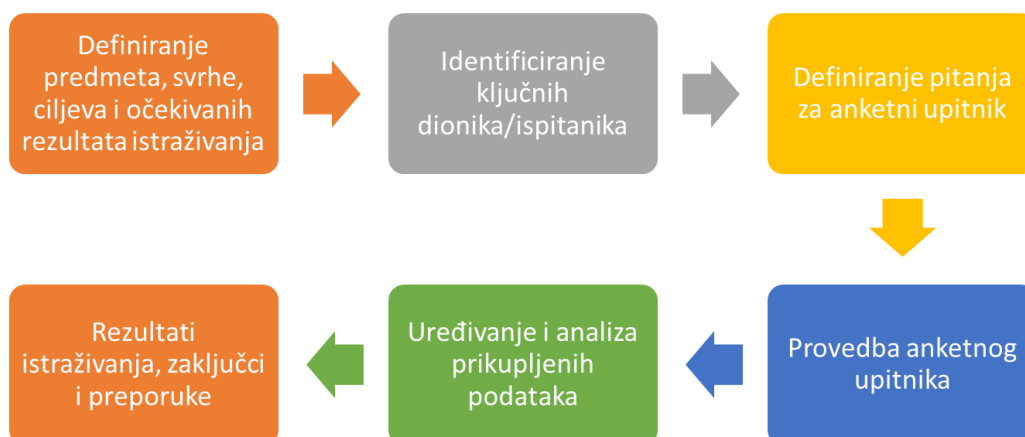 Definiranje
predmeta, svrhe,
ciljeva i očekivanih
rezultata istraživanja
Identificiranje
ključnih
dionika/ispitanika
Definiranje pitanja
za anketni upitnik
Provedba anketnog
upitnika
Uređivanje i analiza
prikupljenih
podataka
Rezultati
istraživanja, zaključci
i preporuke